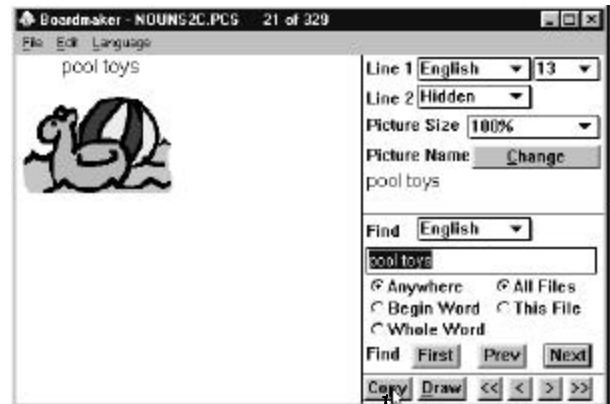 Boardmaker - NOUNS2C.PCS 21 of 329
File Edit Language
pool toys
Line 1 English 13
Line 2 Hidden
Picture Size 100%
Picture Name Change
pool toys
Find English
pool toys
Anywhere All Files
Begin Word This File
Whole Word
Find First Prev Next
Copy Draw << < > >>